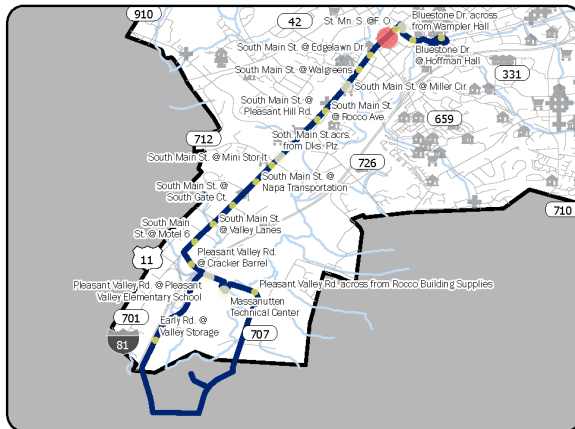 910
42
St. Mn. S. @F. O.
Bluestone Dr. across
from Wampler Hall
South Main St. @ Edgelawn Dr.
Bluestone Dr.
@ Hoffman Hall
South Main St. @ Walgreens
331
South Main St. @ Miller Cir.
South Main St. @
Pleasant Hill Rd.
South Main St.
@ Rocco Ave.
659
712
Soth. Main St.acrs.
from Dks. Plz
South Main St. @ Mini Stor-It
726
South Main St. @
Napa Transportation
South Main St. @
South Gate Ct.
710
South Main
St. @ Motel 6
South Main St.
@ Valley Lanes
11
Pleasant Valley Rd.
@ Cracker Barrel
Pleasant Valley Rd. @ Pleasant
Valley Elementary School
Pleasant Valley Rd. across from Rocco Building Supplies
Massanutten
Technical Center
701
Early Rd. @
Valley Storage
707
81